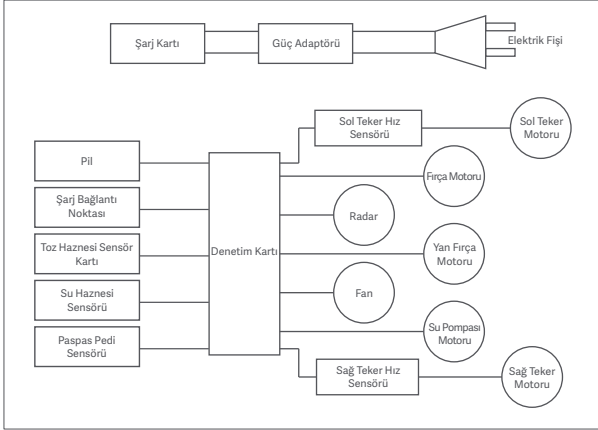 Şarj Kartı
Güç Adaptörü
Elektrik Fişi
Sol Teker Hız
Sensörü
Sol Teker
Motoru
Pil
Şarj Bağlantı
Noktası
Toz Haznesi Sensör
Kartı
Su Haznesi
Sensörü
Paspas Pedi
Sensörü
Denetim Kartı
Fırça Motoru
Radar
Yan Fırça
Motoru
Fan
Su Pompası
Motoru
Sağ Teker Hız
Sensörü
Sağ Teker
Motoru